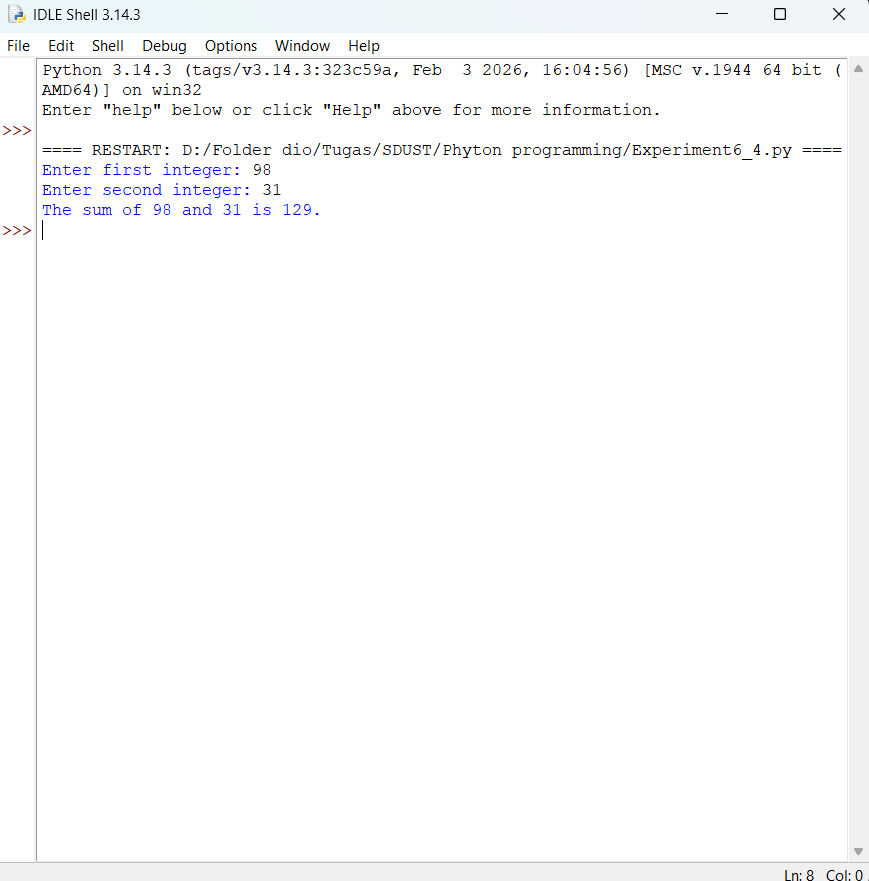 IDLE Shell 3.14.3
File Edit Shell Debug Options Window Help
Python 3.14.3 (tags/v3.14.3:323c59a, Feb  3 2026, 16:04:56) [MSC v.1944 64 bit (
AMD64)] on win32
Enter "help" below or click "Help" above for more information.
>>>
==== RESTART: D:/Folder dio/Tugas/SDUST/Phyton programming/Experiment6_4.py ====
Enter first integer: 98
Enter second integer: 31
The sum of 98 and 31 is 129.
>>>
Ln: 8 Col: 0